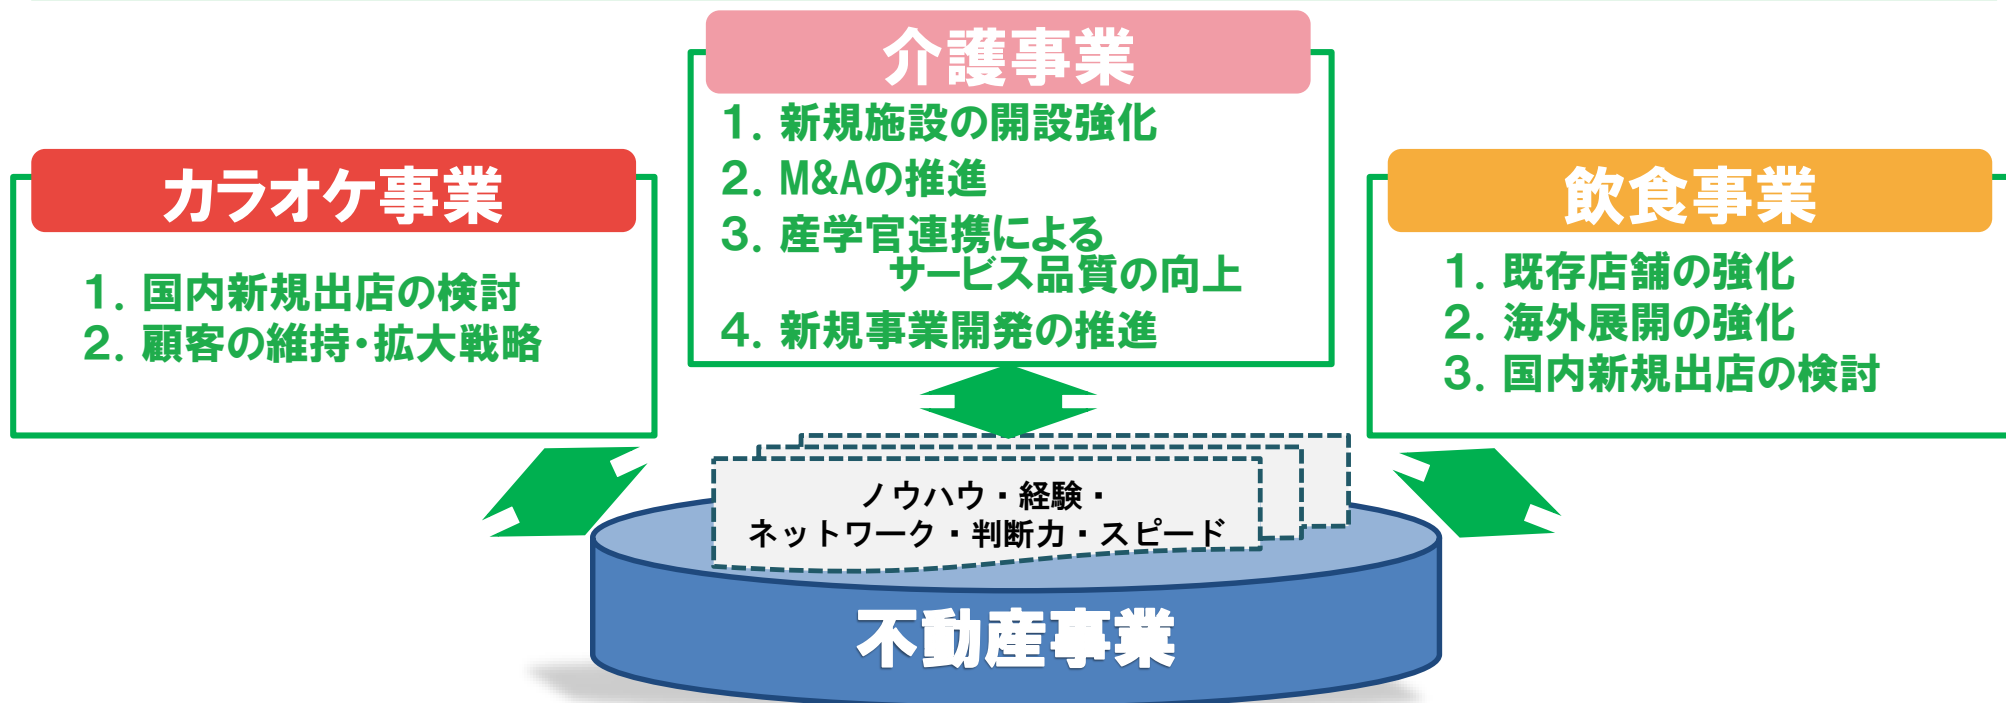 介護事業
1. 新規施設の開設強化
2. M&Aの推進
3. 産学官連携による
サービス品質の向上
4. 新規事業開発の推進
カラオケ事業
1. 国内新規出店の検討
2. 顧客の維持・拡大戦略
飲食事業
1. 既存店舗の強化
2. 海外展開の強化
3. 国内新規出店の検討
ノウハウ・経験・
ネットワーク・判断力・スピード
不動産事業